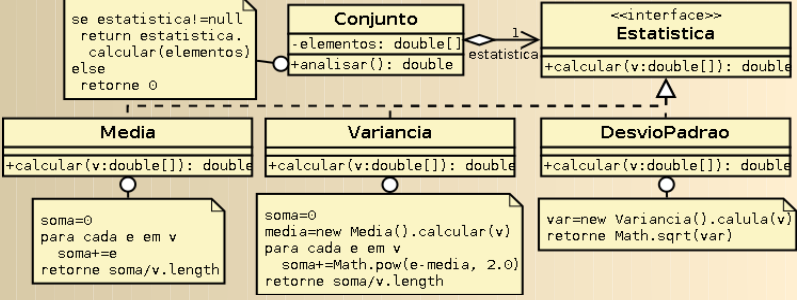 se estatistica!=null
return estatistica.
calcular(elementos)
else
retorne 0
Conjunto
-elementos: double[]
+analisar(): double
1
estatistica
<<interface>>
Estatistica
+calcular(v:double[]): double
Media
+calcular(v:double[]): double
Variancia
+calcular(v:double[]): double
DesvioPadrao
+calcular(v:double[]): double
soma=0
para cada e em v
soma+=e
retorne soma/v.length
soma=0
media=new Media().calcular(v)
para cada e em v
soma+=Math.pow(e-media, 2.0)
retorne soma/v.length
var=new Variancia().calula(v)
retorne Math.sqrt(var)